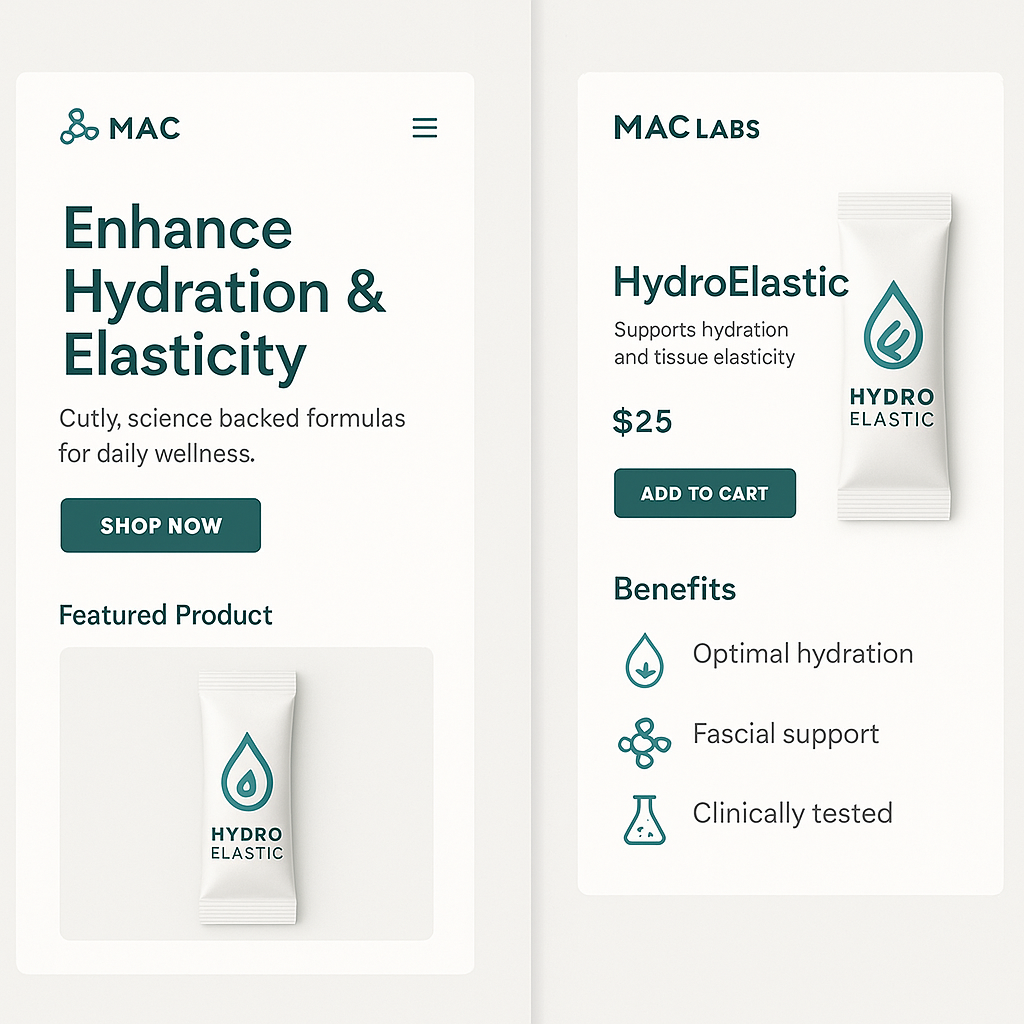 MAC
Enhance
Hydration &
Elasticity
Cutly, science backed formulas
for daily wellness.
SHOP NOW
Featured Product
HYDRO
ELASTIC
MAC LABS
HydroElastic
Supports hydration
and tissue elasticity
$25
ADD TO CART
HYDRO
ELASTIC
Benefits
Optimal hydration
Fascial support
Clinically tested